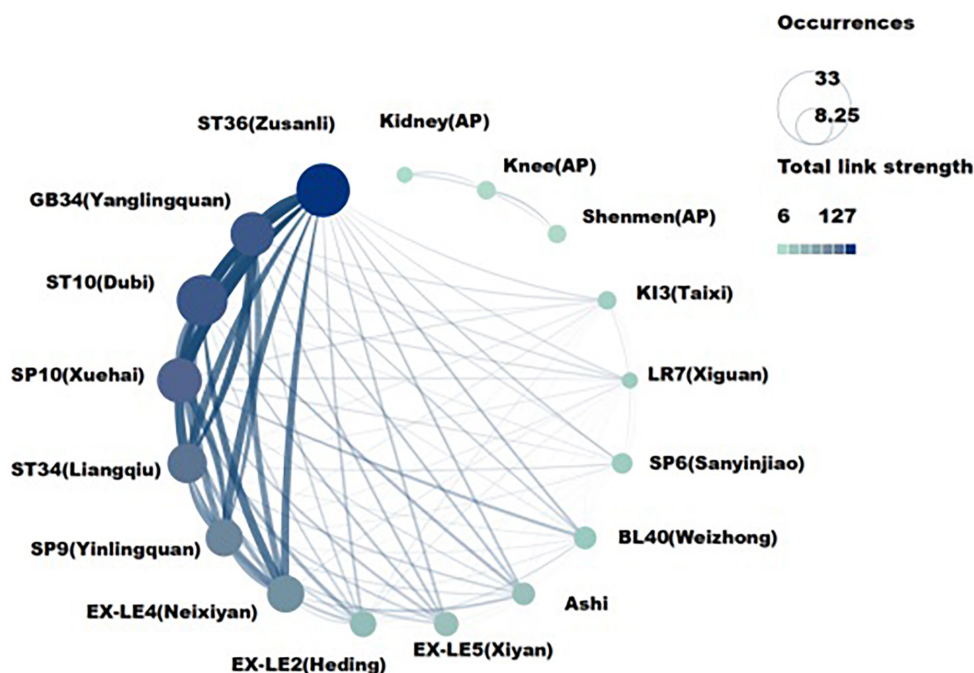 Occurrences
33
8.25
Total link strength
6 127
ST36(Zusanli)
Kidney(AP)
Knee(AP)
GB34(Yanglingquan)
Shenmen(AP)
ST10(Dubi)
KI3(Taixi)
SP10(Xuehai)
LR7(Xiguan)
ST34(Liangqiu)
SP6(Sanyinjiao)
SP9(Yinlingquan)
BL40(Weizhong)
EX-LE4(Neixiyan)
Ashi
EX-LE2(Heding)
EX-LE5(Xiyan)